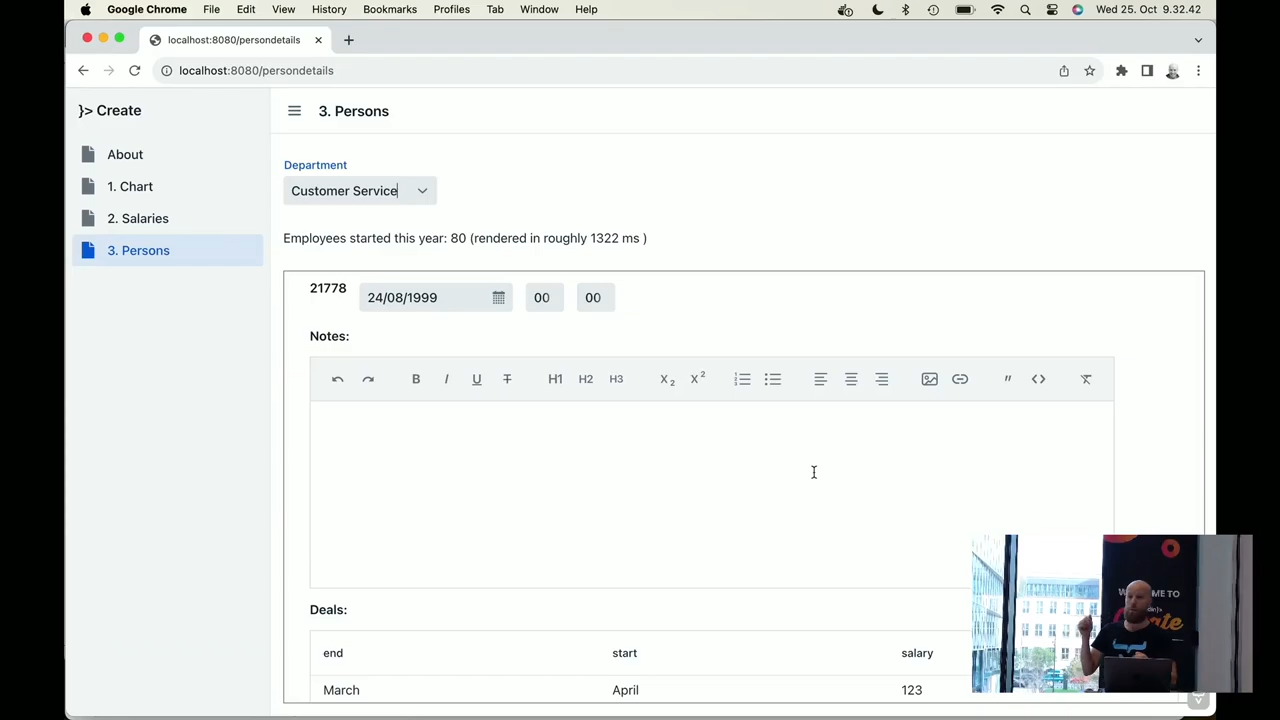 Google Chrome File Edit View History Bookmarks Profiles Tab Window Help Wed 25. Oct 9.32.42
localhost:8080/persondetails
localhost:8080/persondetails
}> Create
3. Persons
About
1. Chart
2. Salaries
3. Persons
Department
Customer Service
Employees started this year: 80 (rendered in roughly 1322 ms )
21778 24/08/1999 00 00
Notes:
B I U T H1 H2 H3 X2 X2
Deals:
end start salary
March April 123